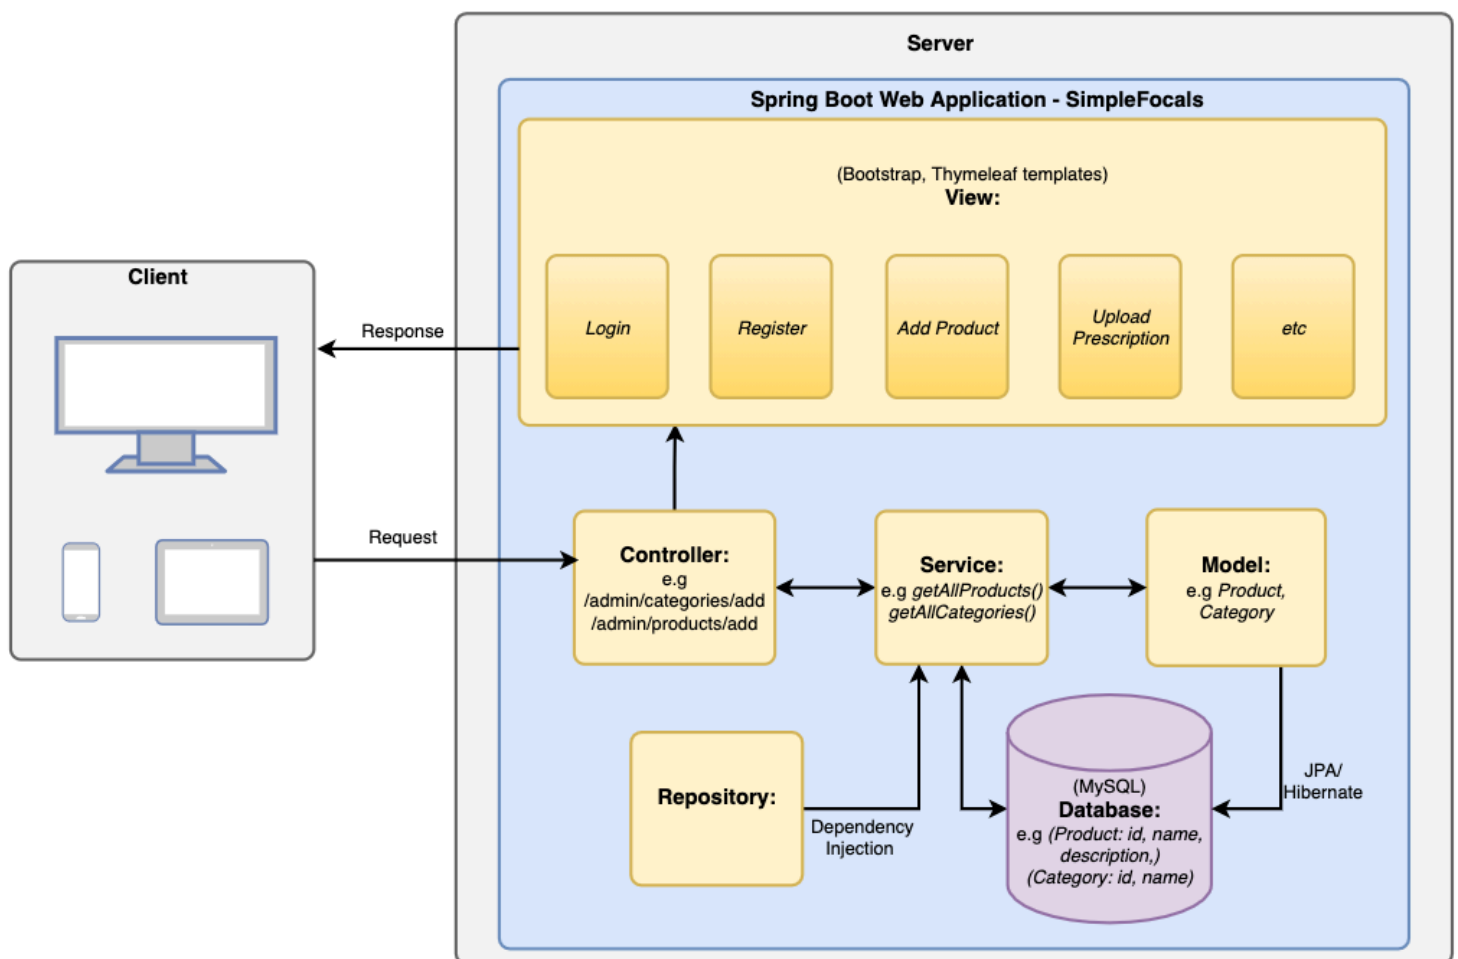 Server
Spring Boot Web Application - SimpleFocals
(Bootstrap, Thymeleaf templates)
View:
Login
Register
Add Product
Upload
Prescription
etc
Client
Response
Request
Controller:
e.g
/admin/categories/add
/admin/products/add
Service:
e.g getAllProducts()
getAllCategories()
Model:
e.g Product,
Category
Repository:
Dependency
Injection
(MySQL)
Database:
e.g (Product: id, name,
description,)
(Category: id, name)
JPA/
Hibernate